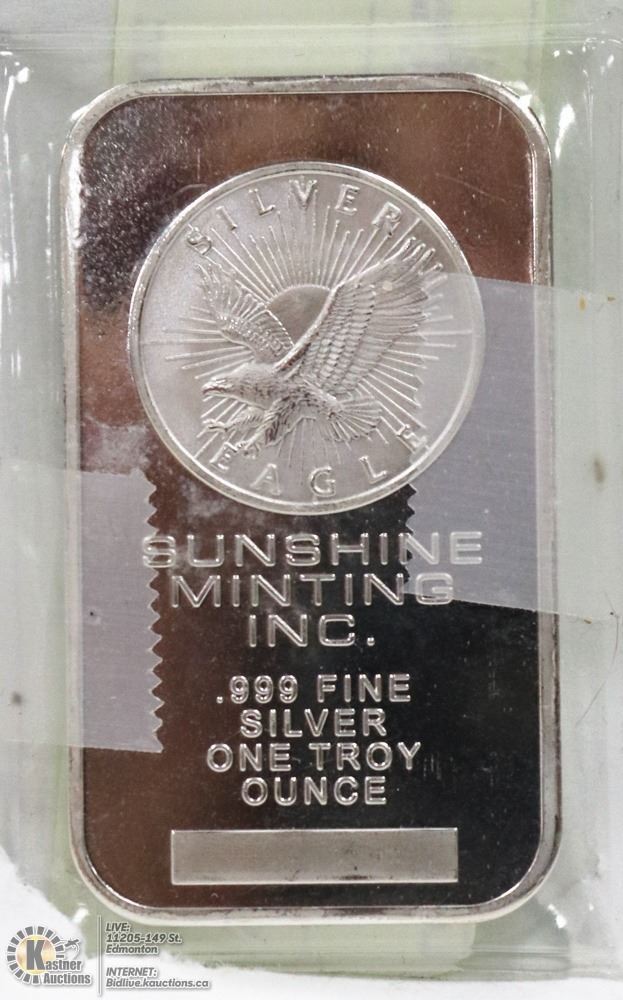 SILVER
EAGLE
SUNSHINE
MINTING
INC.
.999 FINE
SILVER
ONE TROY
OUNCE
Kastner
Auctions
LIVE:
11205-149 St.
Edmonton
INTERNET:
Bidlive.kauctions.ca